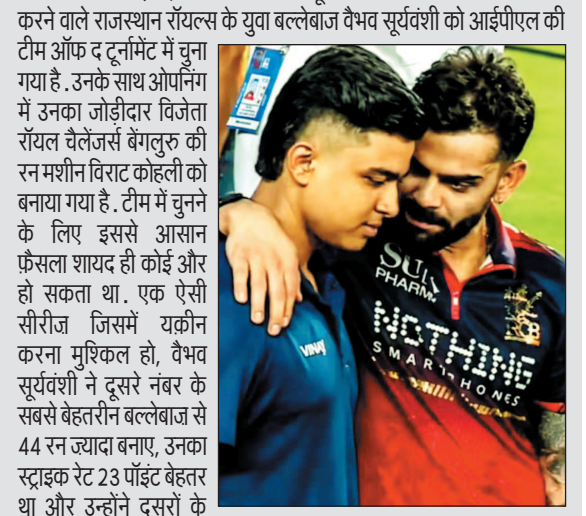 करने वाले राजस्थान रॉयल्स के युवा बल्लेबाज वैभव सूर्यवंशी को आईपीएल की
टीम ऑफ द टूर्नामेंट में चुना
गया है. उनके साथ ओपनिंग
में उनका जोड़ीदार विजेता
रॉयल चैलेंजर्स बेंगलुरु की
रन मशीन विराट कोहली को
बनाया गया है. टीम में चुनने
के लिए इससे आसान
फ़ैसला शायद ही कोई और
हो सकता था. एक ऐसी
सीरीज़ जिसमें यक़ीन
करना मुश्किल हो, वैभव
सूर्यवंशी ने दूसरे नंबर के
सबसे बेहतरीन बल्लेबाज़ से
44 रन ज़्यादा बनाए, उनका
स्ट्राइक रेट 23 पॉइंट बेहतर
था और उन्होंने दूसरों के
SUN
PHARMA
NOTHING
SMARTPHONES
VINAY